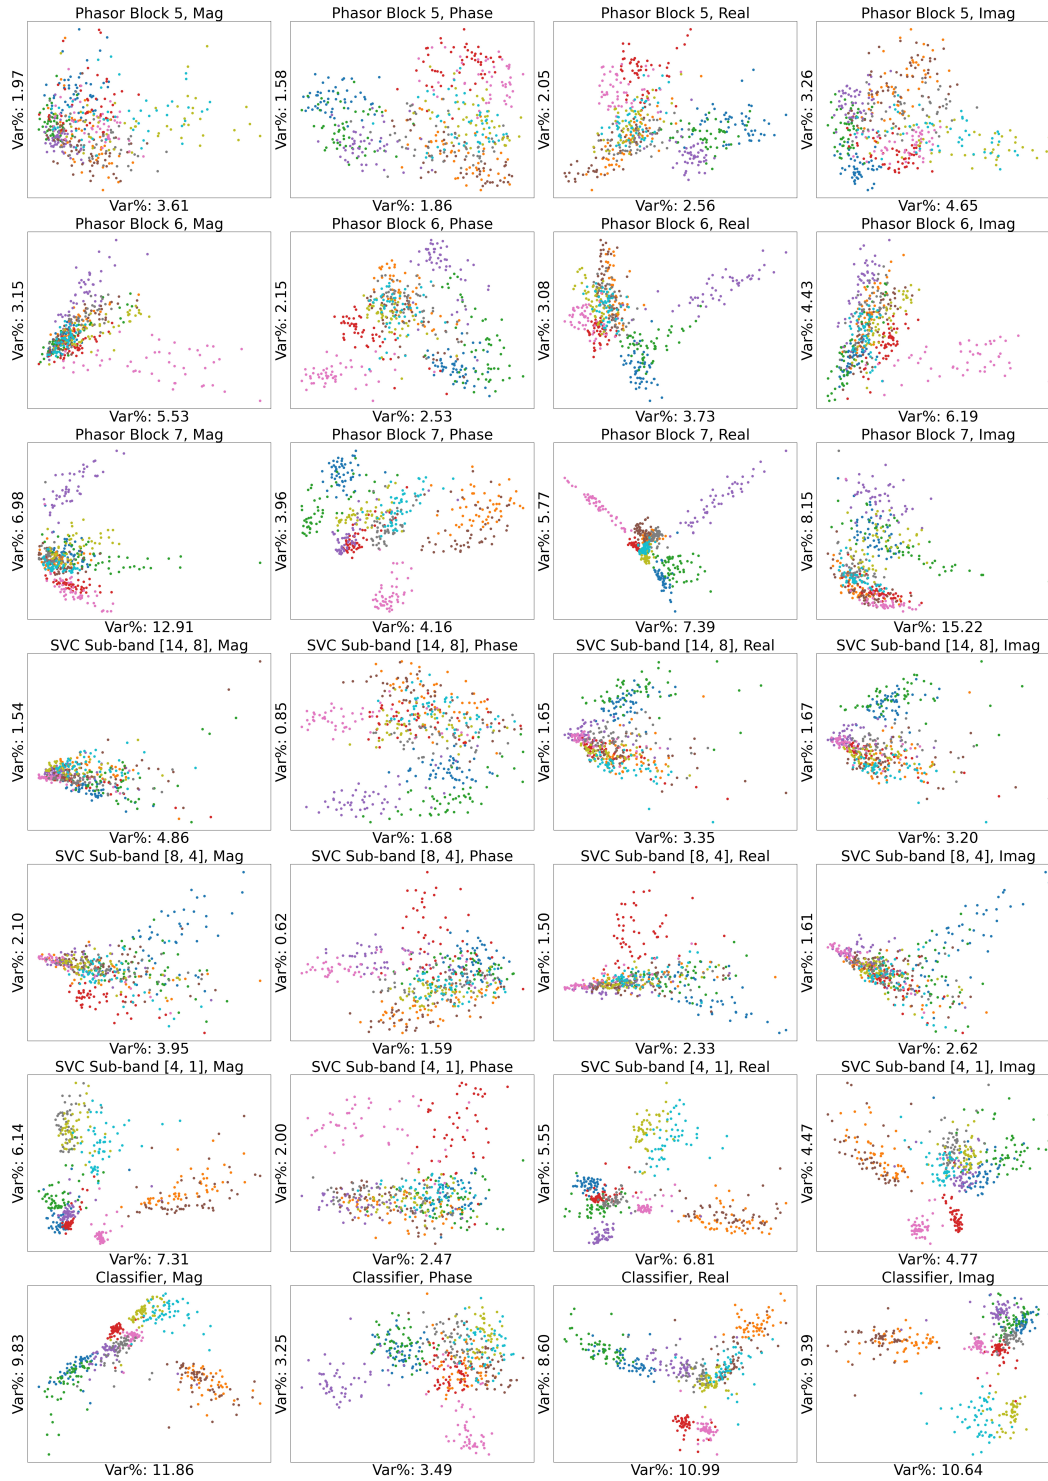 Phasor Block 5, Mag
Phasor Block 5, Phase
Phasor Block 5, Real
Phasor Block 5, Imag
Var%: 1.97
Var%: 1.58
Var%: 2.05
Var%: 3.26
Var%: 3.61
Var%: 1.86
Var%: 2.56
Var%: 4.65
Phasor Block 6, Mag
Phasor Block 6, Phase
Phasor Block 6, Real
Phasor Block 6, Imag
Var%: 3.15
Var%: 2.15
Var%: 3.08
Var%: 4.43
Var%: 5.53
Var%: 2.53
Var%: 3.73
Var%: 6.19
Phasor Block 7, Mag
Phasor Block 7, Phase
Phasor Block 7, Real
Phasor Block 7, Imag
Var%: 6.98
Var%: 3.96
Var%: 5.77
Var%: 8.15
Var%: 12.91
Var%: 4.16
Var%: 7.39
Var%: 15.22
SVC Sub-band [14, 8], Mag
SVC Sub-band [14, 8], Phase
SVC Sub-band [14, 8], Real
SVC Sub-band [14, 8], Imag
Var%: 1.54
Var%: 0.85
Var%: 1.65
Var%: 1.67
Var%: 4.86
Var%: 1.68
Var%: 3.35
Var%: 3.20
SVC Sub-band [8, 4], Mag
SVC Sub-band [8, 4], Phase
SVC Sub-band [8, 4], Real
SVC Sub-band [8, 4], Imag
Var%: 2.10
Var%: 0.62
Var%: 1.50
Var%: 1.61
Var%: 3.95
Var%: 1.59
Var%: 2.33
Var%: 2.62
SVC Sub-band [4, 1], Mag
SVC Sub-band [4, 1], Phase
SVC Sub-band [4, 1], Real
SVC Sub-band [4, 1], Imag
Var%: 6.14
Var%: 2.00
Var%: 5.55
Var%: 4.47
Var%: 7.31
Var%: 2.47
Var%: 6.81
Var%: 4.77
Classifier, Mag
Classifier, Phase
Classifier, Real
Classifier, Imag
Var%: 9.83
Var%: 3.25
Var%: 8.60
Var%: 9.39
Var%: 11.86
Var%: 3.49
Var%: 10.99
Var%: 10.64